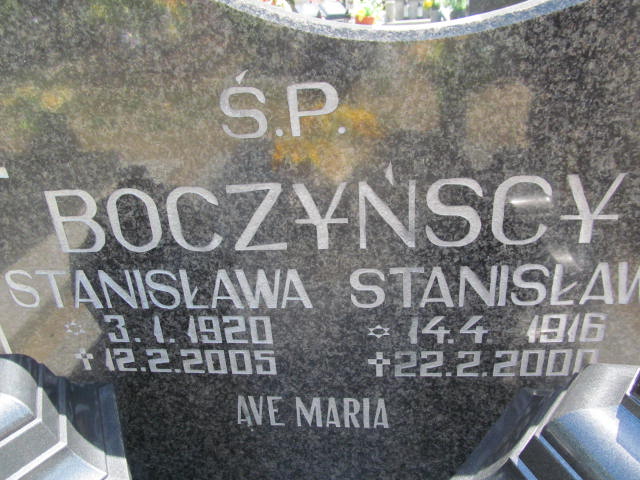 Ś.P.
BOCZYŃSCY
STANISŁAWA STANISŁAW
3.1.1920 14.4.1916
†12.2.2005 †22.2.2000
AVE MARIA